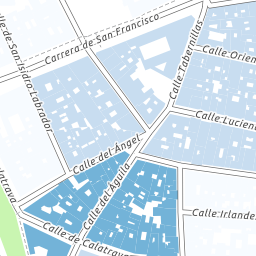 Calle de San Isidro Labrador
Carrera de San Francisco
Calle Tabernillas
Calle Orien
Calle Lucien
Calle del Ángel
Calle del Águila
Calle Irlande
Calle de Calatrava
latrava